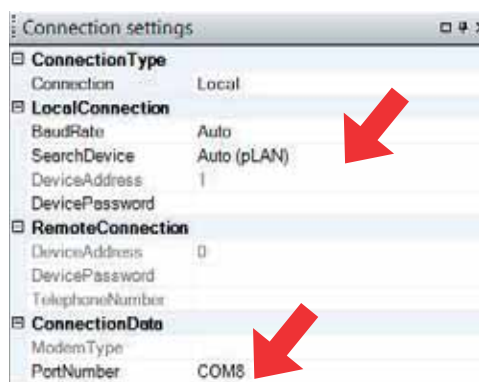 Connection settings
ConnectionType
Connection Local
LocalConnection
BaudRate Auto
SearchDevice Auto (pLAN)
DeviceAddress 1
DevicePassword
RemoteConnection
DeviceAddress 0
DevicePassword
TelephoneNumber
ConnectionData
ModemType
PortNumber COM8